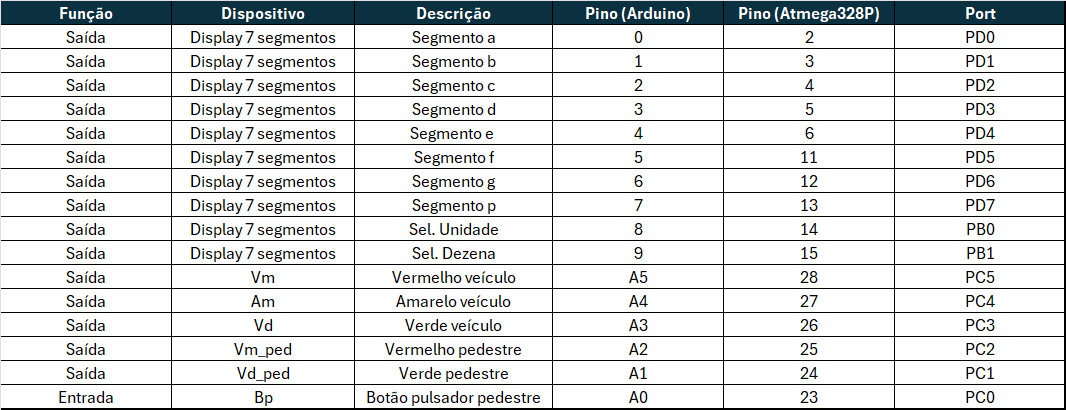 Função Dispositivo Descrição Pino (Arduino) Pino (Atmega328P) Port
Saída Display 7 segmentos Segmento a 0 2 PD0
Saída Display 7 segmentos Segmento b 1 3 PD1
Saída Display 7 segmentos Segmento c 2 4 PD2
Saída Display 7 segmentos Segmento d 3 5 PD3
Saída Display 7 segmentos Segmento e 4 6 PD4
Saída Display 7 segmentos Segmento f 5 11 PD5
Saída Display 7 segmentos Segmento g 6 12 PD6
Saída Display 7 segmentos Segmento p 7 13 PD7
Saída Display 7 segmentos Sel. Unidade 8 14 PB0
Saída Display 7 segmentos Sel. Dezena 9 15 PB1
Saída Vm Vermelho veículo A5 28 PC5
Saída Am Amarelo veículo A4 27 PC4
Saída Vd Verde veículo A3 26 PC3
Saída Vm_ped Vermelho pedestre A2 25 PC2
Saída Vd_ped Verde pedestre A1 24 PC1
Entrada Bp Botão pulsador pedestre A0 23 PC0